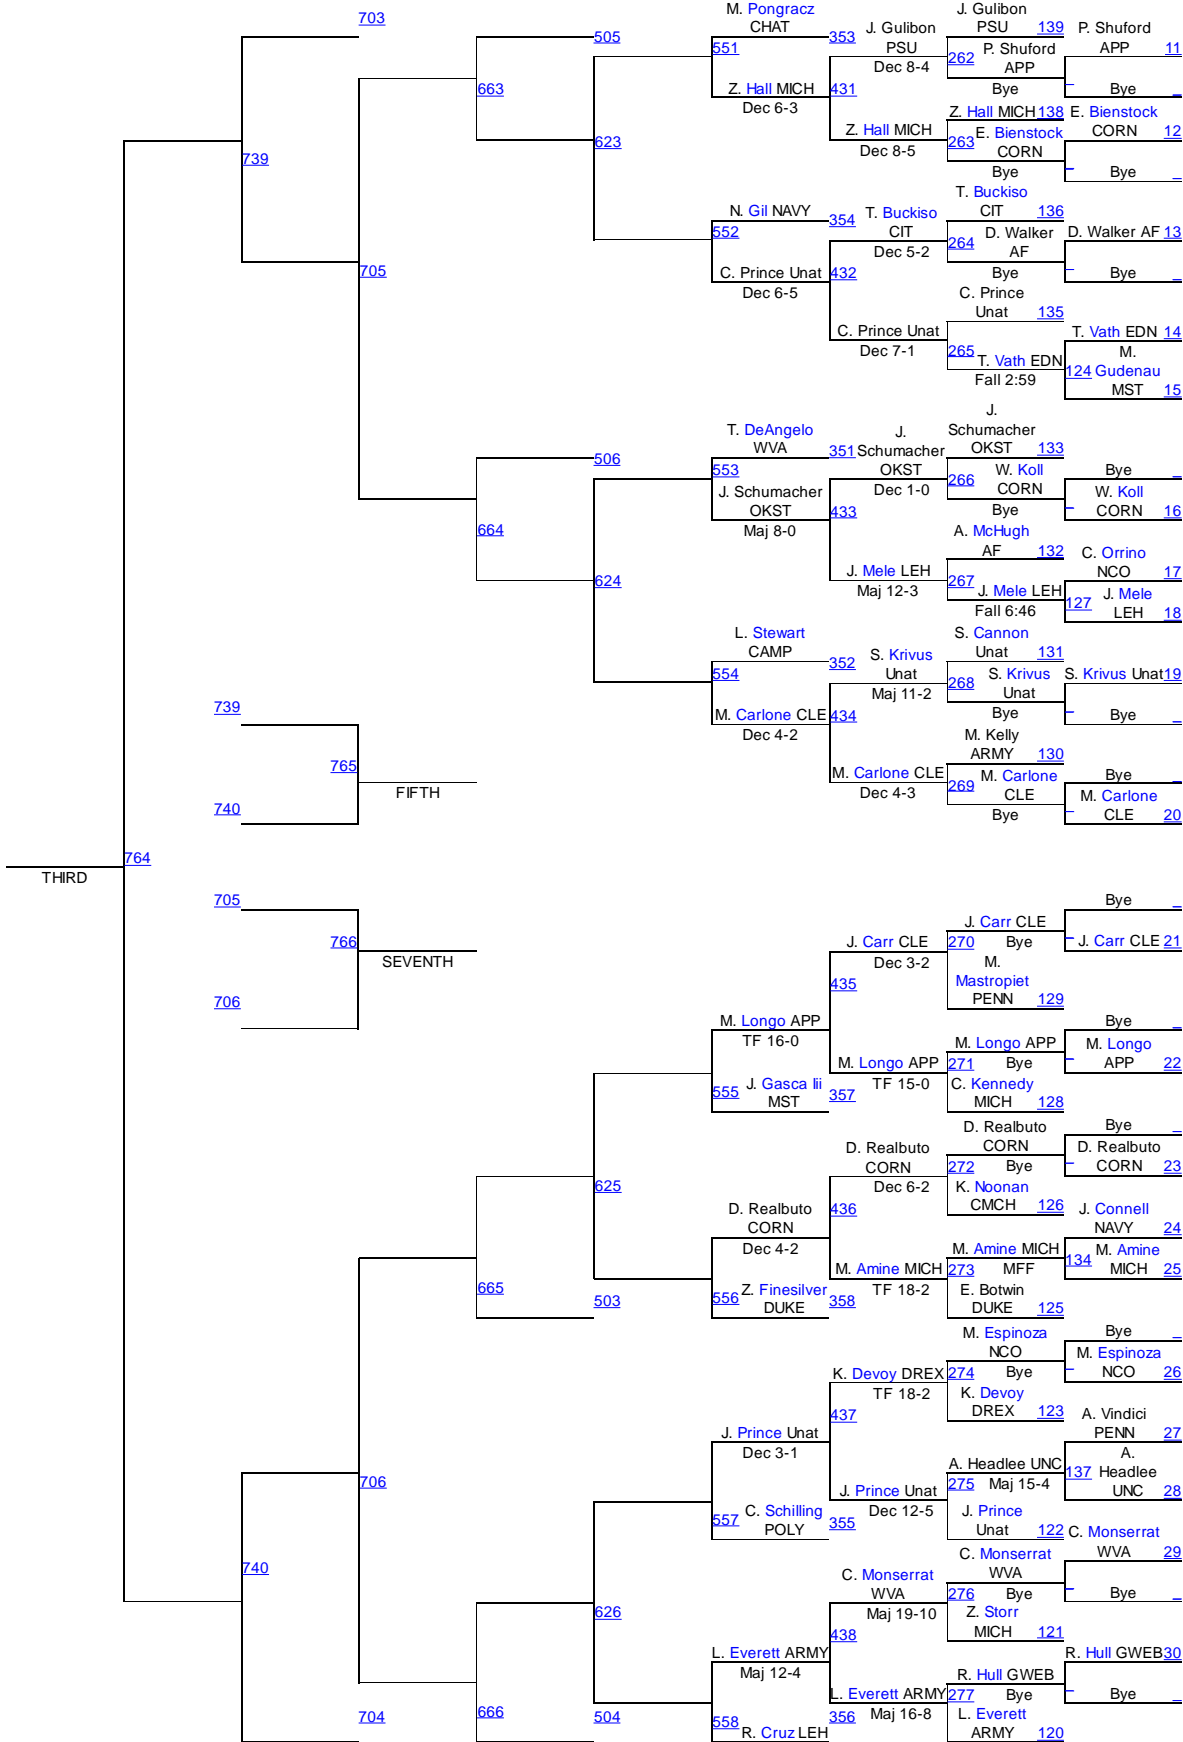 M. Pongracz
CHAT
J. Gulibon
PSU 139
703
505
353
J. Gulibon
PSU
P. Shuford
APP 11
551
262
P. Shuford
APP
Dec 8-4
663
Z. Hall MICH
431
Bye
_ Bye _
Dec 6-3
Z. Hall MICH 138
E. Bienstock
CORN 12
Z. Hall MICH
263
E. Bienstock
CORN
623
739
Dec 8-5
Bye
_ Bye _
T. Buckiso
CIT 136
N. Gil NAVY
354
T. Buckiso
CIT
552
264
D. Walker
AF
D. Walker AF 13
Dec 5-2
705
C. Prince Unat
432
Bye
_ Bye _
Dec 6-5
C. Prince
Unat 135
C. Prince Unat
T. Vath EDN 14
Dec 7-1
265
T. Vath EDN
M.
124 Gudenau
MST 15
Fall 2:59
T. DeAngelo
WVA
J.
Schumacher
OKST 133
506
351
J.
Schumacher
OKST
553
266
W. Koll
CORN
Bye _
Dec 1-0
J. Schumacher
OKST
433
Bye
_ W. Koll
CORN 16
664
Maj 8-0
A. McHugh
AF 132
C. Orrino
NCO 17
J. Mele LEH
267
624
Maj 12-3
J. Mele LEH
127
J. Mele
LEH 18
Fall 6:46
L. Stewart
CAMP
S. Cannon
Unat 131
352
S. Krivus
Unat
554
268
S. Krivus
Unat
S. Krivus Unat 19
Maj 11-2
739
M. Carlone CLE
434
Bye
_ Bye _
Dec 4-2
M. Kelly
ARMY 130
765
M. Carlone CLE
269
M. Carlone
CLE
Bye _
FIFTH
Dec 4-3
740
Bye
_ M. Carlone
CLE 20
764
THIRD
705
Bye _
J. Carr CLE
766
J. Carr CLE
270 Bye
_ J. Carr CLE 21
SEVENTH
Dec 3-2
M.
Mastropiet
PENN 129
435
706
M. Longo APP
Bye _
TF 16-0
M. Longo APP
M. Longo APP
271 Bye
_ M. Longo
APP 22
555
J. Gasca Iii
MST
357
TF 15-0
C. Kennedy
MICH 128
D. Realbuto
CORN
Bye _
D. Realbuto
CORN
272 Bye
_ D. Realbuto
CORN 23
625
Dec 6-2
K. Noonan
CMCH 126
D. Realbuto
CORN
436
J. Connell
NAVY 24
Dec 4-2
M. Amine MICH
M. Amine MICH
273 MFF
134
M. Amine
MICH 25
665
503
556
Z. Finesilver
DUKE
358
TF 18-2
E. Botwin
DUKE 125
M. Espinoza
NCO
Bye _
K. Devoy DREX
274 Bye
_ M. Espinoza
NCO 26
TF 18-2
K. Devoy
DREX 123
437
A. Vindici
PENN 27
J. Prince Unat
Dec 3-1
A. Headlee UNC
A.
137 Headlee
UNC 28
706
J. Prince Unat
275 Maj 15-4
557
C. Schilling
POLY
355
Dec 12-5
J. Prince
Unat 122
C. Monserrat
WVA 29
740
C. Monserrat
WVA
C. Monserrat
WVA
276 Bye
_ Bye _
626
Maj 19-10
Z. Storr
MICH 121
438
L. Everett ARMY
R. Hull GWEB 30
Maj 12-4
R. Hull GWEB
L. Everett ARMY
277 Bye
_ Bye _
704
666
504
558
R. Cruz LEH
356
Maj 16-8
L. Everett
ARMY 120